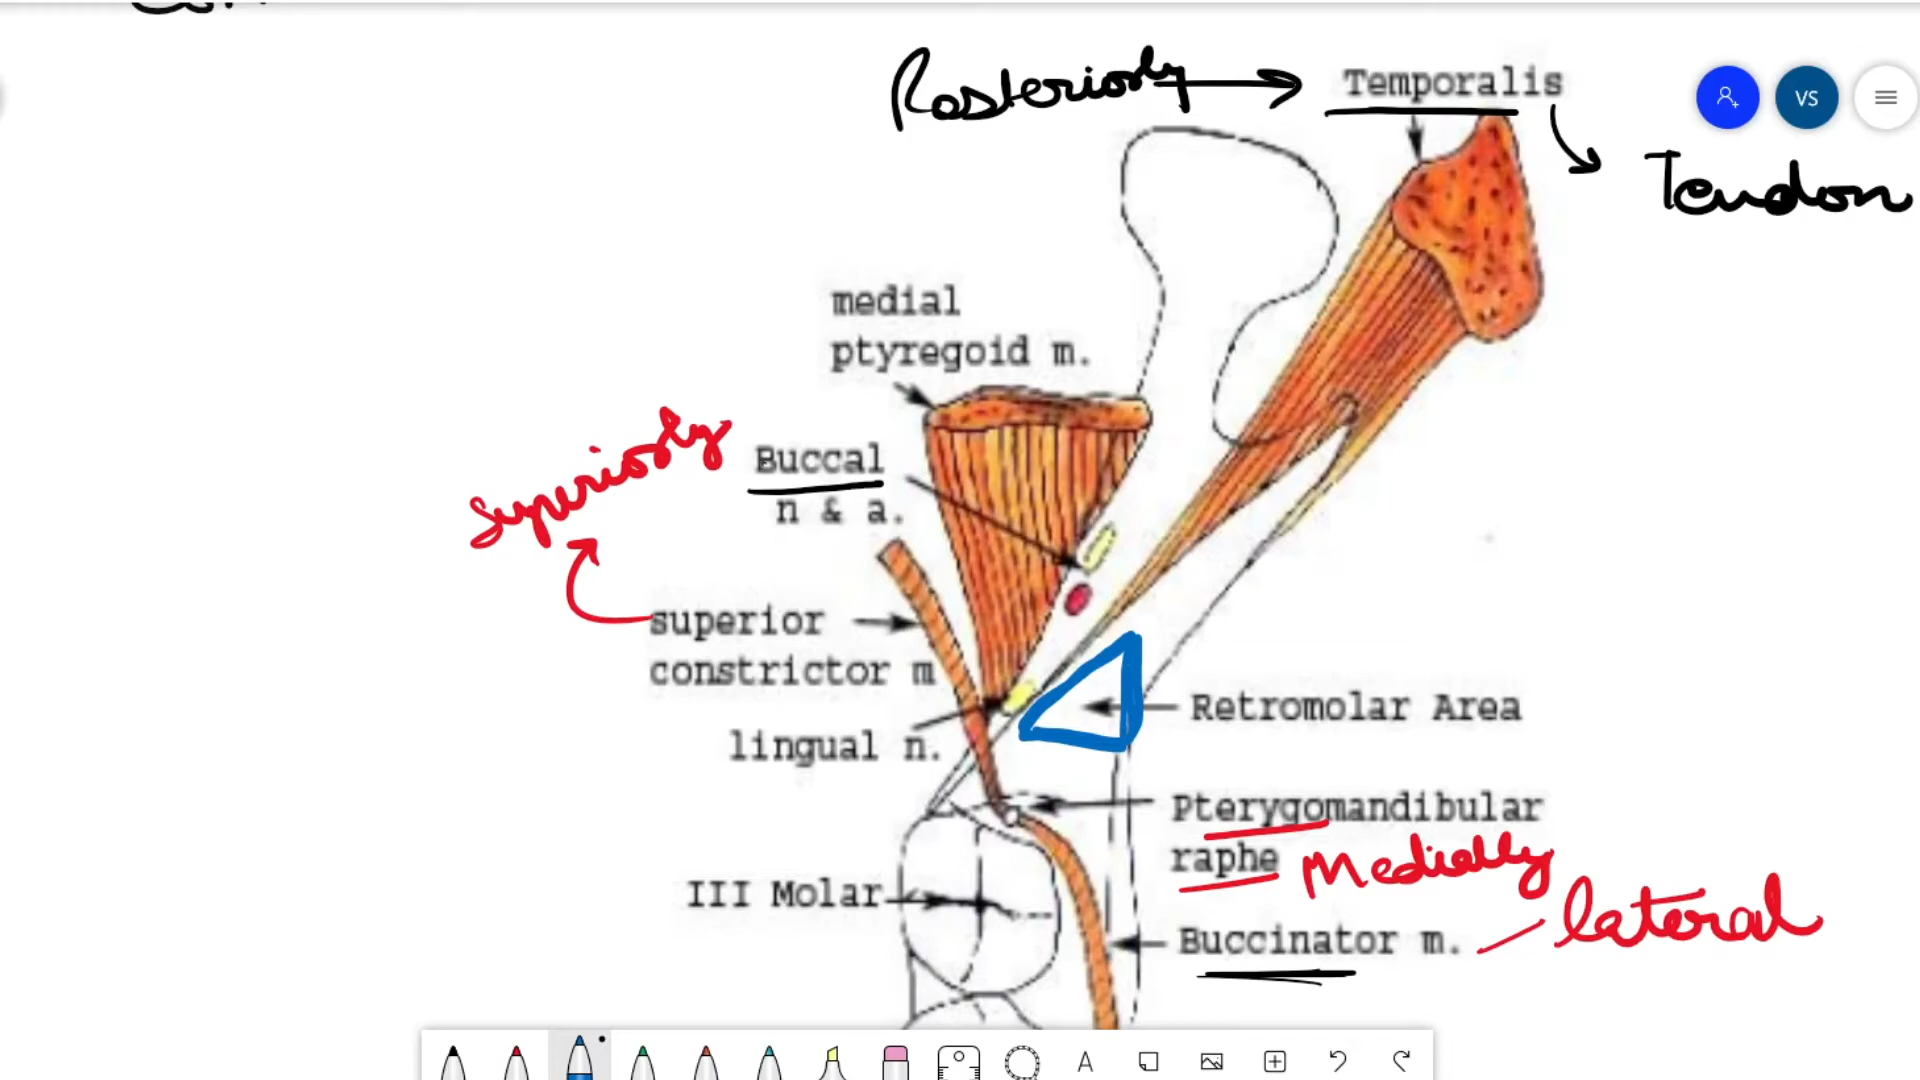 Posteriorly
Temporalis
Tendon
VS
medial
ptyregoid m.
Superiorly
Buccal
n & a.
superior
constrictor m
lingual n.
Retromolar Area
Pterygomandibular
raphe Medially
III Molar
Buccinator m. lateral
A